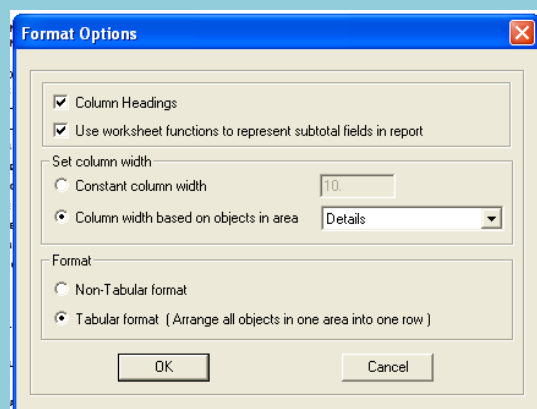 Format Options
Column Headings
Use worksheet functions to represent subtotal fields in report
Set column width
Constant column width 10.
Column width based on objects in area Details
Format
Non-Tabular format
Tabular format ( Arrange all objects in one area into one row )
OK Cancel